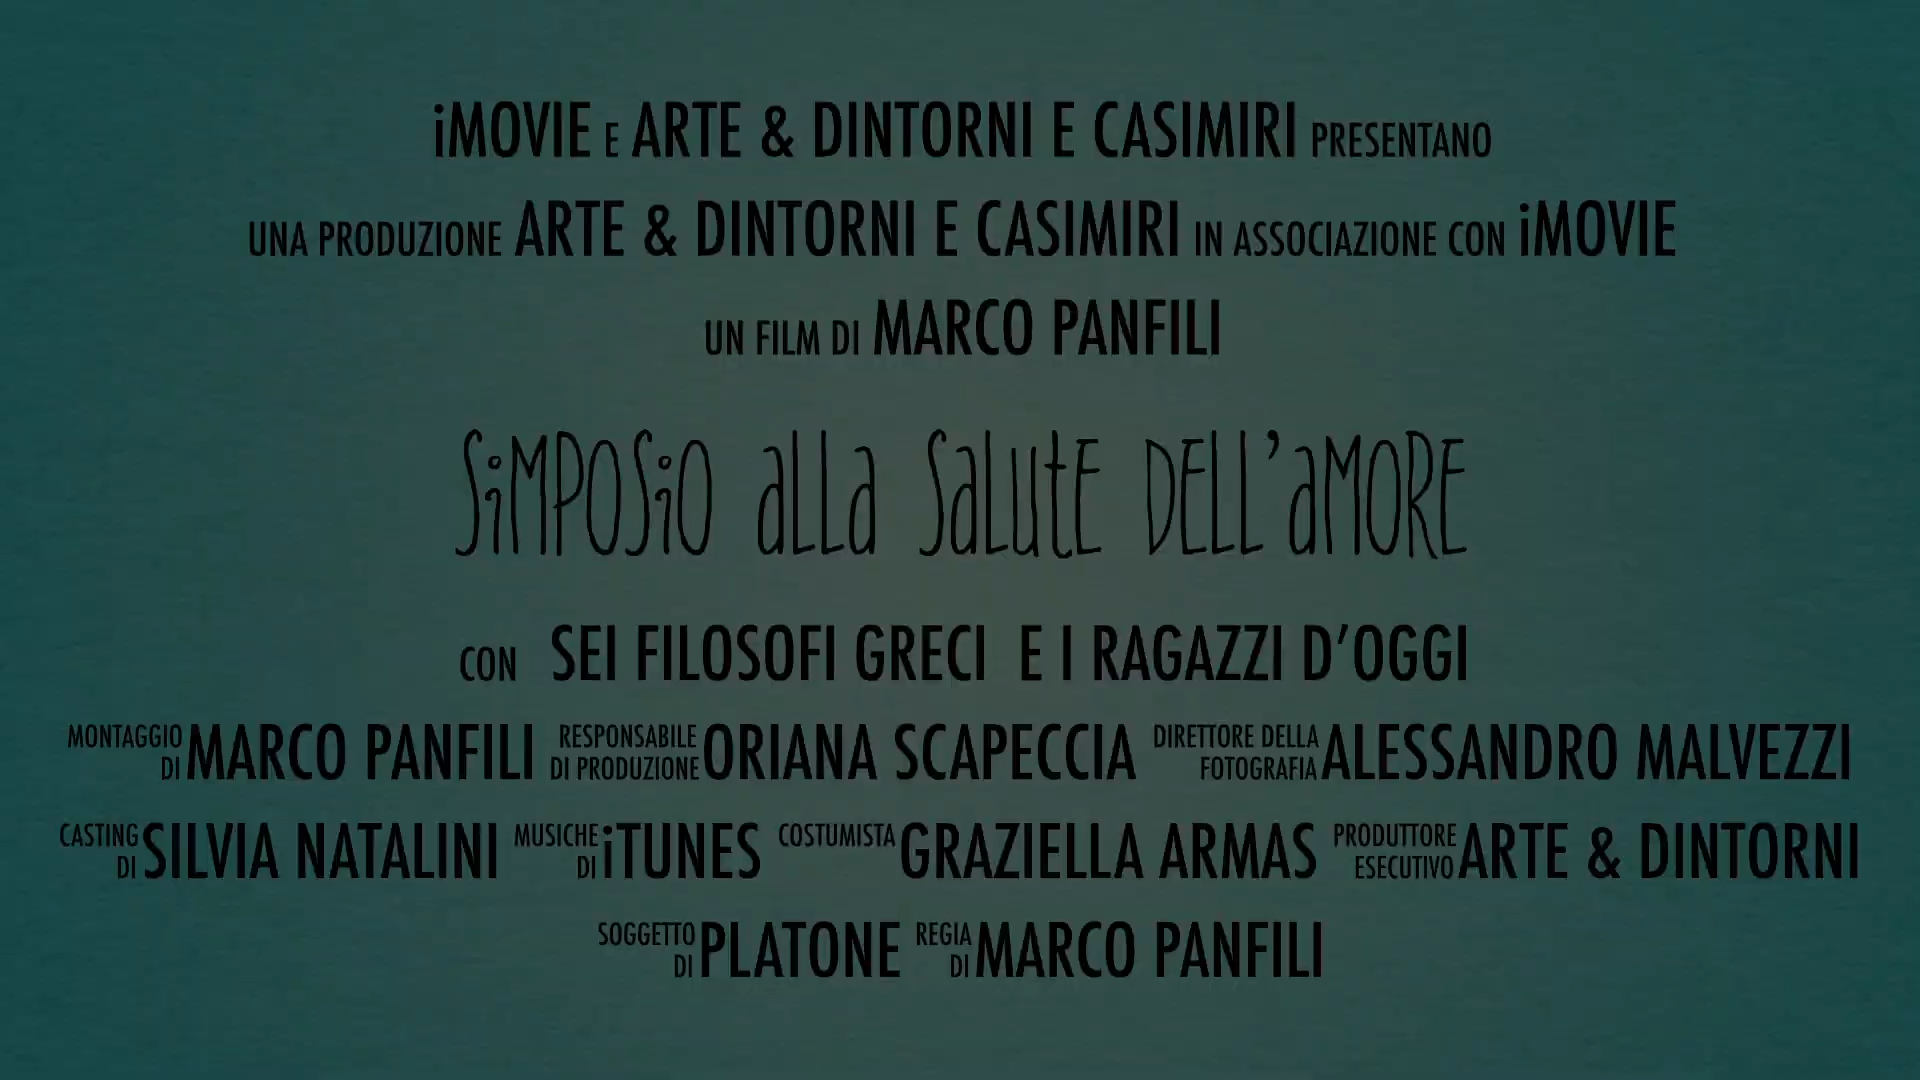 iMOVIE E ARTE & DINTORNI E CASIMIRI PRESENTANO
UNA PRODUZIONE ARTE & DINTORNI E CASIMIRI IN ASSOCIAZIONE CON iMOVIE
UN FILM DI MARCO PANFILI
SiMPOSiO allA SaLUtE DELL'aMORE
CON SEI FILOSOFI GRECI E I RAGAZZI D'OGGI
MONTAGGIO DI MARCO PANFILI RESPONSABILE DI PRODUZIONE ORIANA SCAPECCIA DIRETTORE DELLA FOTOGRAFIA ALESSANDRO MALVEZZI
CASTING DI SILVIA NATALINI MUSICHE DI iTUNES COSTUMISTA GRAZIELLA ARMAS PRODUTTORE ESECUTIVO ARTE & DINTORNI
SOGGETTO DI PLATONE REGIA DI MARCO PANFILI